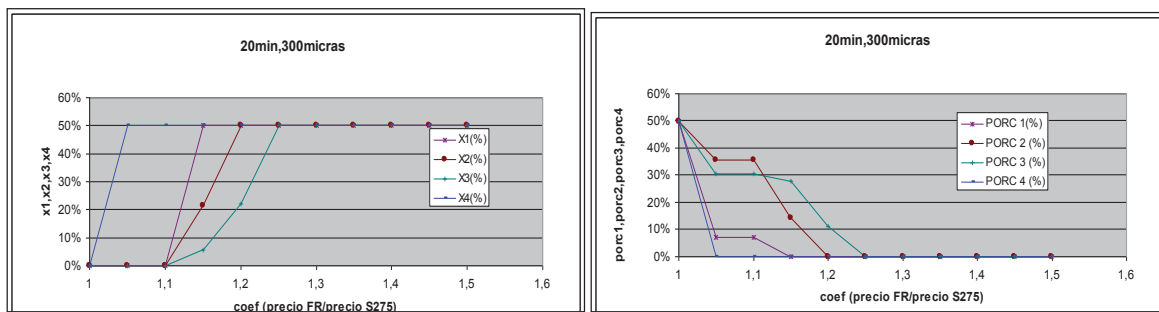 20min,300micras
x1,x2,x3,x4
60%
50%
40%
30%
20%
10%
0%
1
1,1
1,2
1,3
1,4
1,5
1,6
coef (precio FR/precio S275)
X1(%)
X2(%)
X3(%)
X4(%)
20min,300micras
porc1,porc2,porc3,porc4
60%
50%
40%
30%
20%
10%
0%
1
1,1
1,2
1,3
1,4
1,5
1,6
coef (precio FR/precio S275)
PORC 1(%)
PORC 2 (%)
PORC 3 (%)
PORC 4 (%)